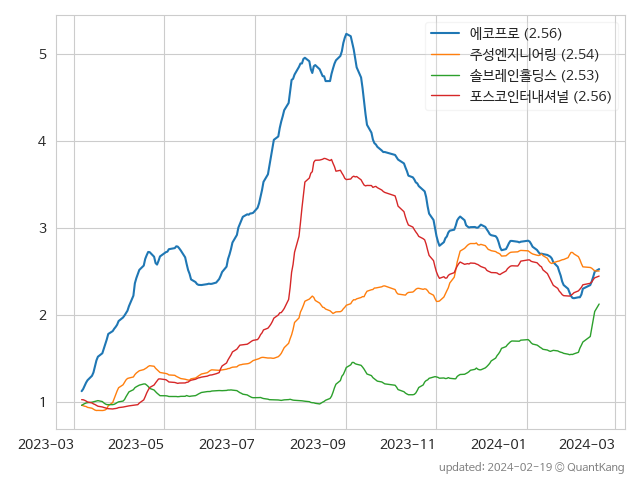 에코프로 (2.56)
주성엔지니어링 (2.54)
솔브레인홀딩스 (2.53)
포스코인터내셔널 (2.56)
5
4
3
2
1
2023-03 2023-05 2023-07 2023-09 2023-11 2024-01 2024-03
updated: 2024-02-19 © QuantKang